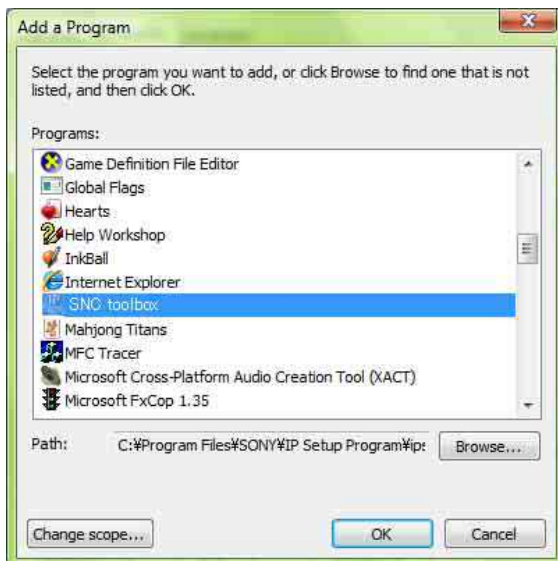 Add a Program
Select the program you want to add, or click Browse to find one that is not
listed, and then click OK.
Programs:
Game Definition File Editor
Global Flags
Hearts
Help Workshop
InkBall
Internet Explorer
SNC toolbox
Mahjong Titans
MFC Tracer
Microsoft Cross-Platform Audio Creation Tool (XACT)
Microsoft FxCop 1.35
Path: C:¥Program Files¥SONY¥IP Setup Program¥ips Browse...
Change scope... OK Cancel